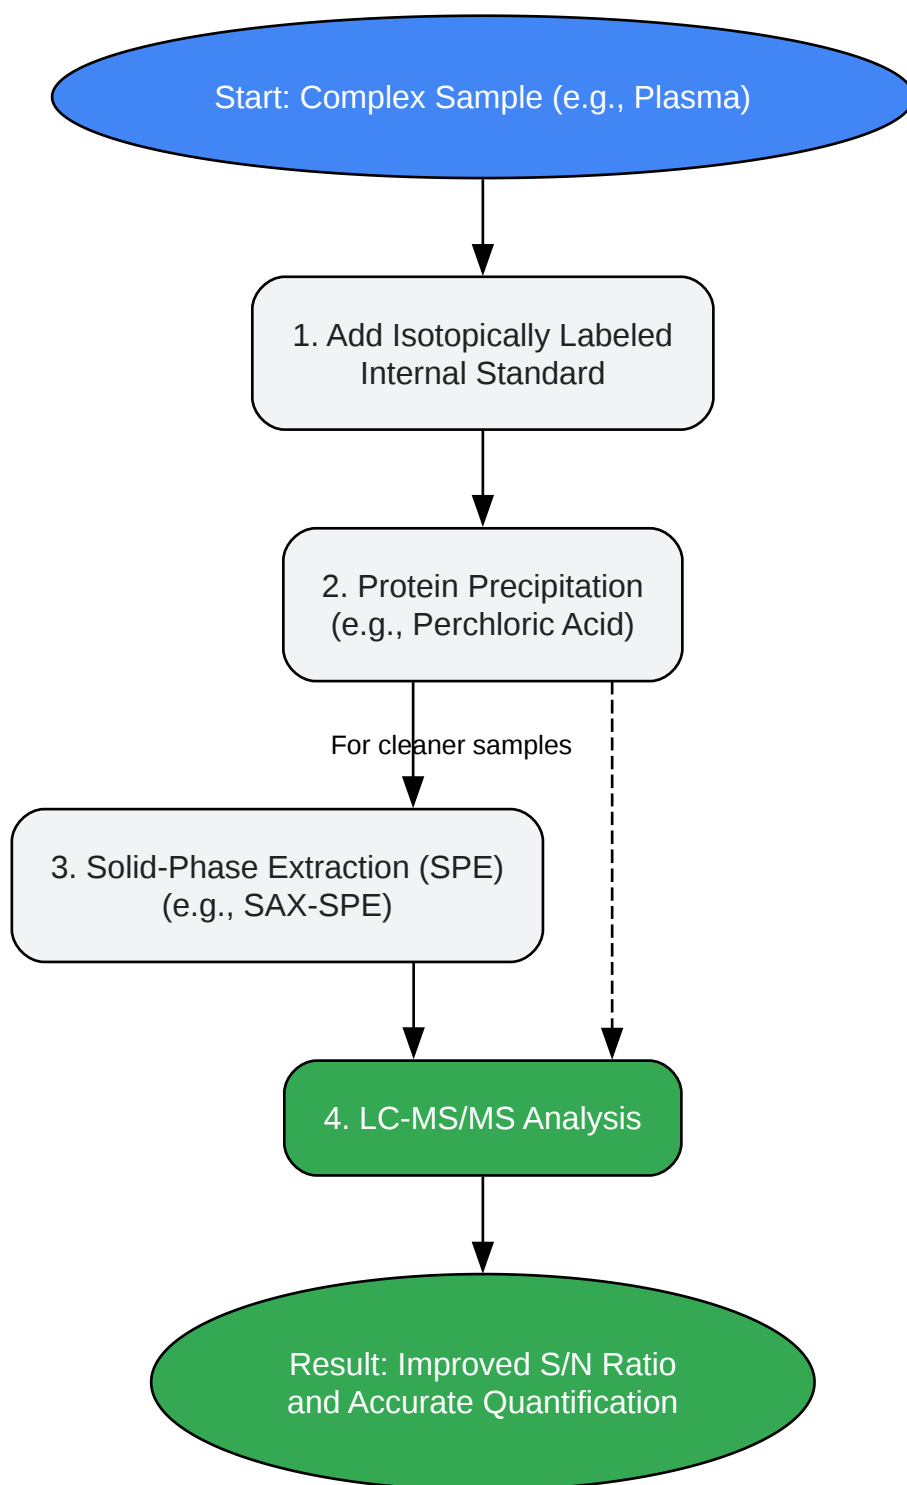 Start: Complex Sample (e.g., Plasma)
1. Add Isotopically Labeled
Internal Standard
2. Protein Precipitation
(e.g., Perchloric Acid)
For cleaner samples
3. Solid-Phase Extraction (SPE)
(e.g., SAX-SPE)
4. LC-MS/MS Analysis
Result: Improved S/N Ratio
and Accurate Quantification